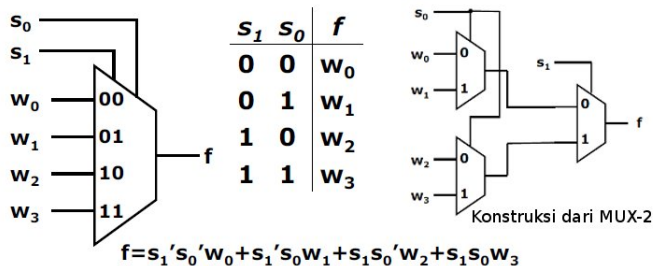 s₀
s₁
w₀ 00
w₁ 01
w₂ 10
w₃ 11
f
s₁ s₀ f
0 0 w₀
0 1 w₁
1 0 w₂
1 1 w₃
s₀
w₀ 0
w₁ 1
s₁
0
1
f
w₂ 0
w₃ 1
Konstruksi dari MUX-2
f=s₁'s₀'w₀+s₁'s₀w₁+s₁s₀'w₂+s₁s₀w₃